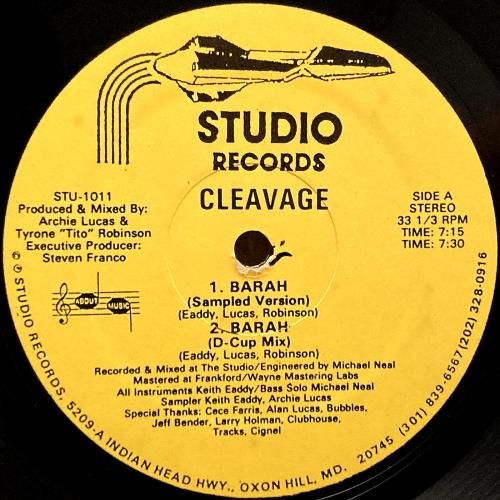 STUDIO
RECORDS
CLEAVAGE
STU-1011
Produced & Mixed By:
Archie Lucas &
Tyrone "Tito" Robinson
Executive Producer:
Steven Franco
SIDE A
STEREO
33 1/3 RPM
TIME: 7:15
TIME: 7:30
ABOUT
MUSIC
1. BARAH
(Sampled Version)
(Eaddy, Lucas, Robinson)
2. BARAH
(D-Cup Mix)
(Eaddy, Lucas, Robinson)
Recorded & Mixed at The Studio/Engineered by Michael Neal
Mastered at Frankford/Wayne Mastering Labs
All Instruments Keith Eaddy/Bass Solo Michael Neal
Sampler Keith Eaddy, Archie Lucas
Special Thanks: Cece Farris, Alan Lucas, Bubbles,
Jeff Bender, Larry Holman, Clubhouse,
Tracks, Cignel
©℗ STUDIO RECORDS, 5209-A INDIAN HEAD HWY., OXON HILL, MD. 20745 (301) 839-6567(202) 328-0916